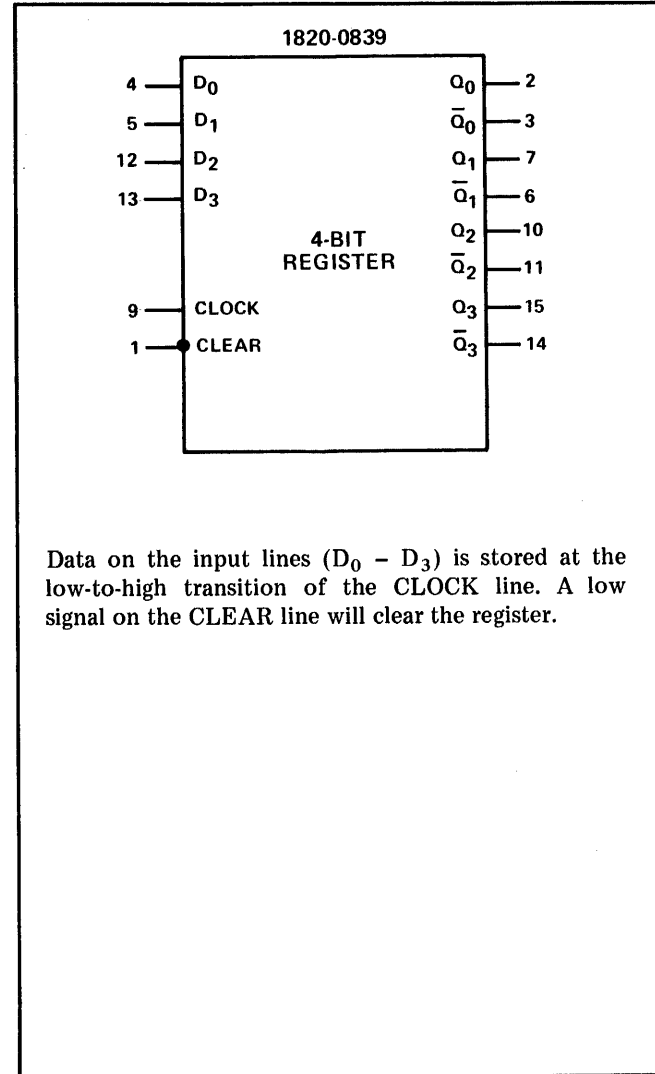 1820-0839
4 D0 Q0 2
5 D1 Q̅0 3
12 D2 Q1 7
13 D3 Q̅1 6
Q2 10
4-BIT
REGISTER
Q̅2 11
9 CLOCK Q3 15
1 CLEAR Q̅3 14
Data on the input lines (D0 – D3) is stored at the
low-to-high transition of the CLOCK line. A low
signal on the CLEAR line will clear the register.